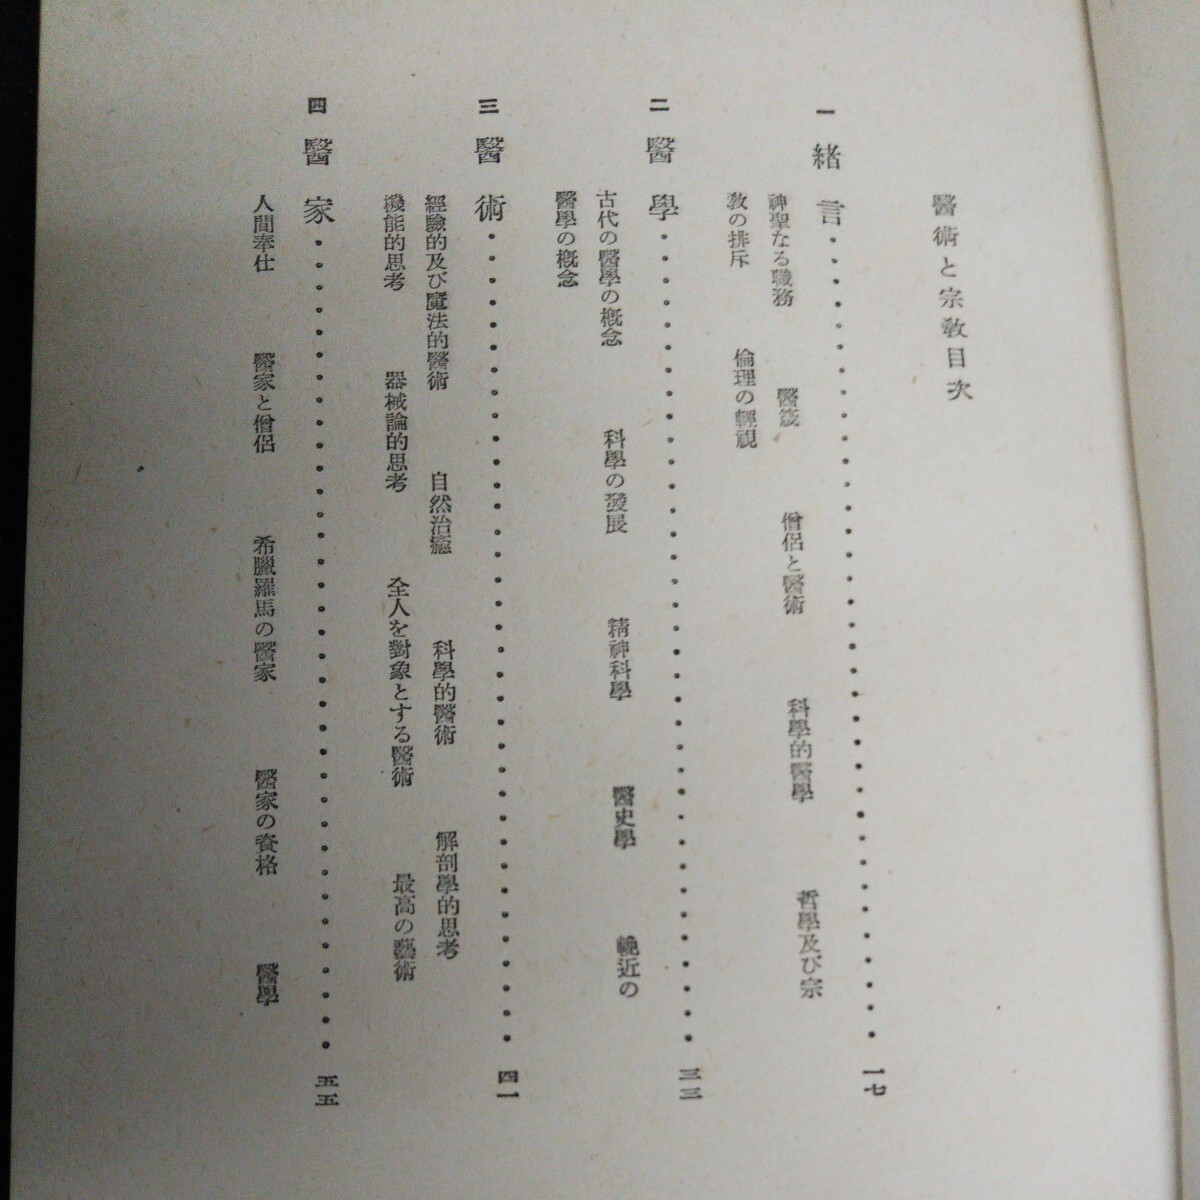 醫術と宗敎目次
一 緖言‥‥‥‥‥‥‥‥‥‥‥‥‥‥‥‥一七
神聖なる職務 醫箴 僧侶と醫術 科學的醫學 哲學及び宗
敎の排斥 倫理の輕視
二 醫學‥‥‥‥‥‥‥‥‥‥‥‥‥‥‥‥三三
古代の醫學の槪念 科學の發展 精神科學 醫史學 輓近の
醫學の槪念
三 醫術‥‥‥‥‥‥‥‥‥‥‥‥‥‥‥‥四一
經驗的及び魔法的醫術 自然治癒 科學的醫術 解剖學的思考
機能的思考 器械論的思考 全人を對象とする醫術 最高の藝術
四 醫家‥‥‥‥‥‥‥‥‥‥‥‥‥‥‥‥五五
人間奉仕 醫家と僧侶 希臘羅馬の醫家 醫家の資格 醫學